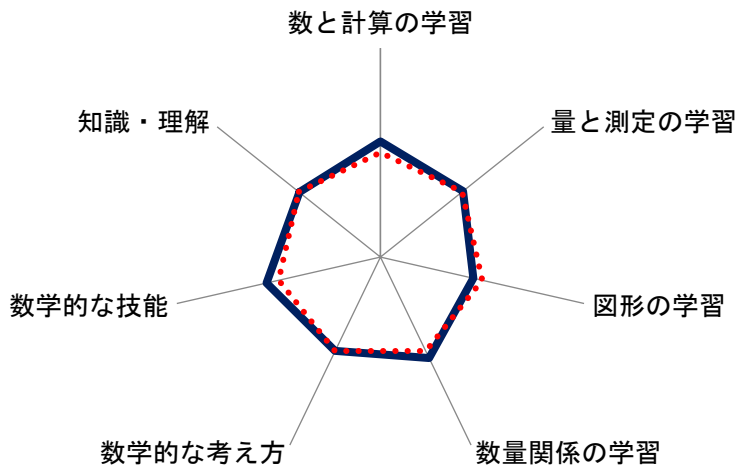 数と計算の学習
量と測定の学習
図形の学習
数量関係の学習
数学的な考え方
数学的な技能
知識・理解